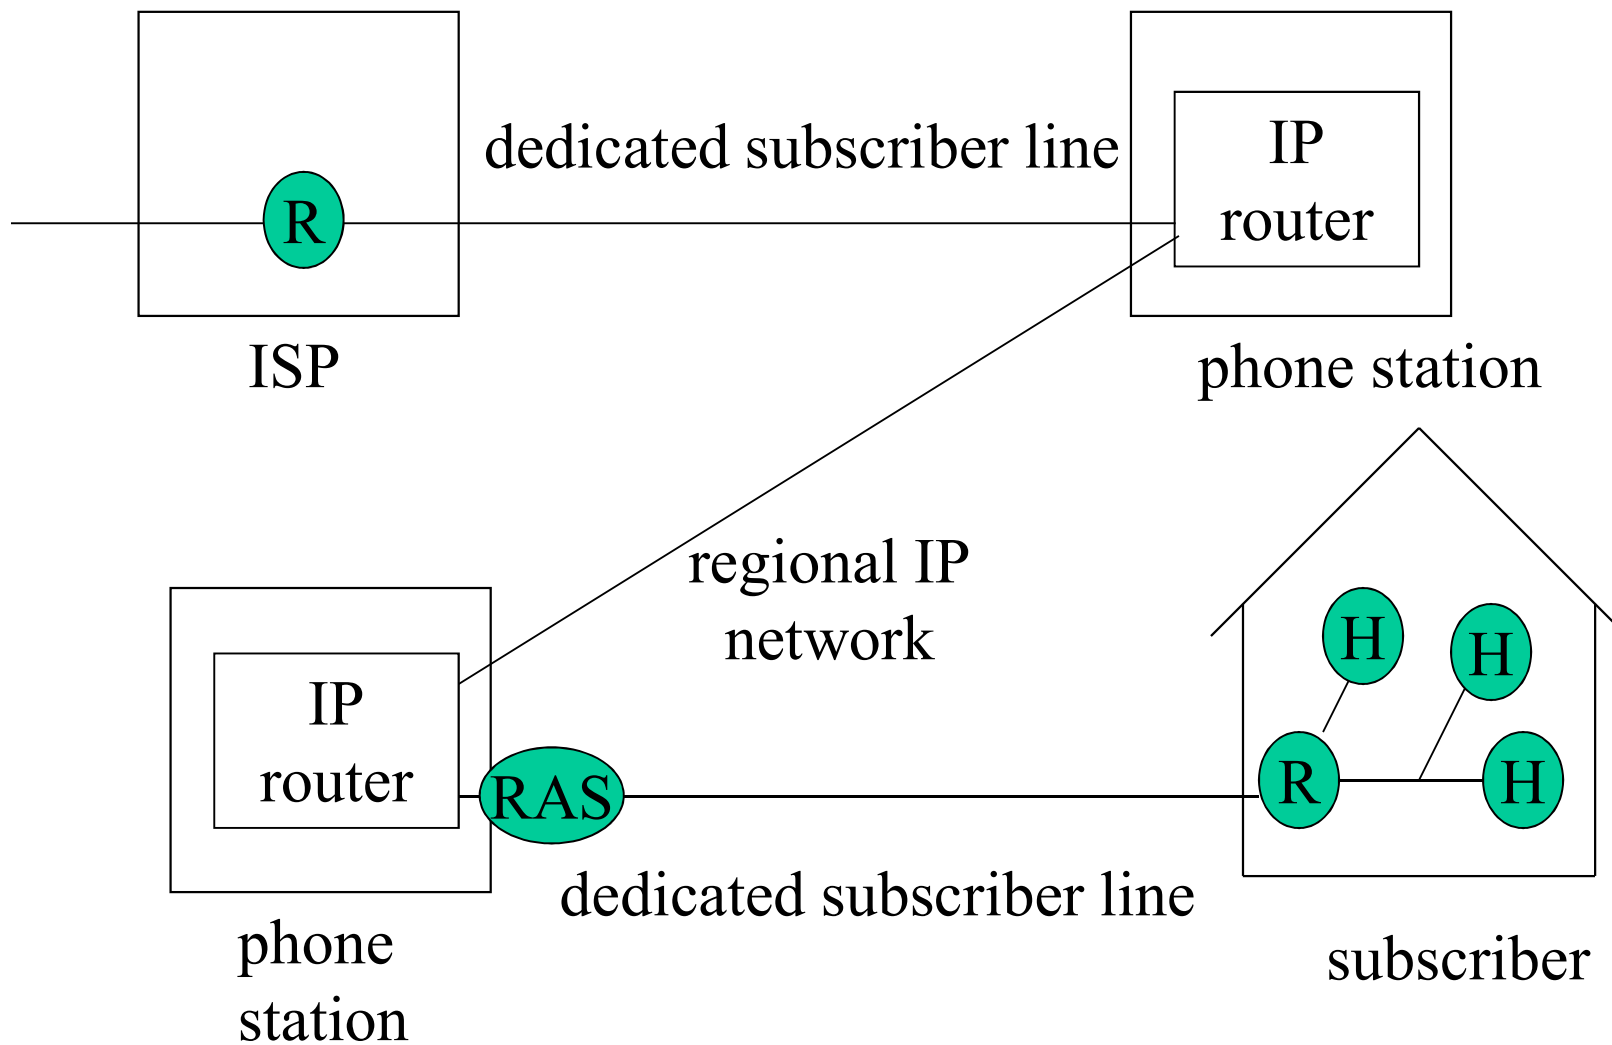 dedicated subscriber line
IP
router
R
ISP
phone station
regional IP
network
H
H
IP
router
RAS
R
H
dedicated subscriber line
phone
station
subscriber